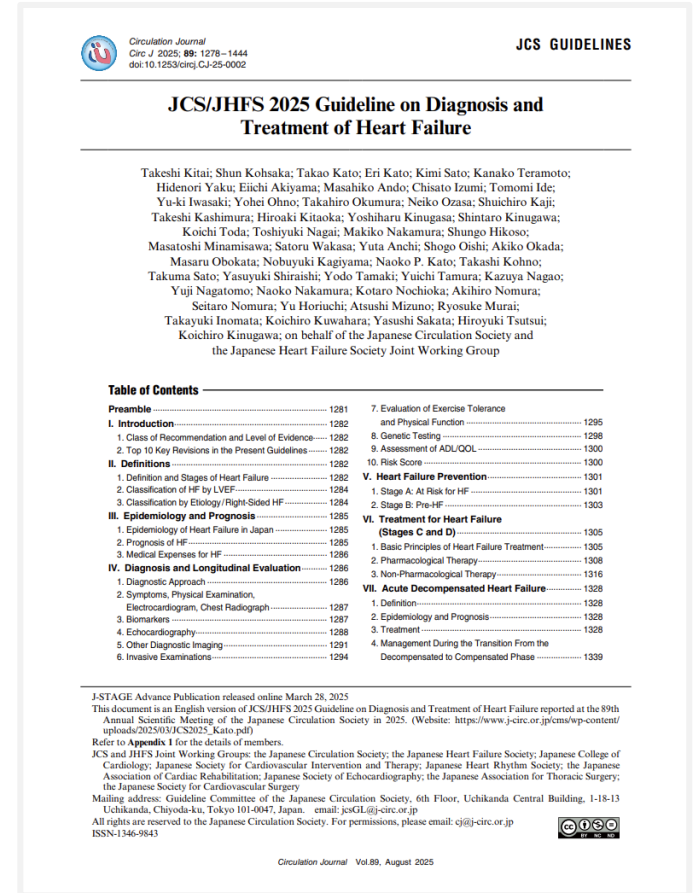 Circulation Journal
Circ J 2025; 89: 1278–1444
doi:10.1253/circj.CJ-25-0002
JCS GUIDELINES
JCS/JHFS 2025 Guideline on Diagnosis and
Treatment of Heart Failure
Takeshi Kitai; Shun Kohsaka; Takao Kato; Eri Kato; Kimi Sato; Kanako Teramoto;
Hidenori Yaku; Eiichi Akiyama; Masahiko Ando; Chisato Izumi; Tomomi Ide;
Yu-ki Iwasaki; Yohei Ohno; Takahiro Okumura; Neiko Ozasa; Shuichiro Kaji;
Takeshi Kashimura; Hiroaki Kitaoka; Yoshiharu Kinugasa; Shintaro Kinugawa;
Koichi Toda; Toshiyuki Nagai; Makiko Nakamura; Shungo Hikoso;
Masatoshi Minamisawa; Satoru Wakasa; Yuta Anchi; Shogo Oishi; Akiko Okada;
Masaru Obokata; Nobuyuki Kagiyama; Naoko P. Kato; Takashi Kohno;
Takuma Sato; Yasuyuki Shiraishi; Yodo Tamaki; Yuichi Tamura; Kazuya Nagao;
Yuji Nagatomo; Naoko Nakamura; Kotaro Nochioka; Akihiro Nomura;
Seitaro Nomura; Yu Horiuchi; Atsushi Mizuno; Ryosuke Murai;
Takayuki Inomata; Koichiro Kuwahara; Yasushi Sakata; Hiroyuki Tsutsui;
Koichiro Kinugawa; on behalf of the Japanese Circulation Society and
the Japanese Heart Failure Society Joint Working Group
Table of Contents
Preamble 1281
I. Introduction 1282
1. Class of Recommendation and Level of Evidence 1282
2. Top 10 Key Revisions in the Present Guidelines 1282
II. Definitions 1282
1. Definition and Stages of Heart Failure 1282
2. Classification of HF by LVEF 1284
3. Classification by Etiology/Right-Sided HF 1284
III. Epidemiology and Prognosis 1285
1. Epidemiology of Heart Failure in Japan 1285
2. Prognosis of HF 1285
3. Medical Expenses for HF 1286
IV. Diagnosis and Longitudinal Evaluation 1286
1. Diagnostic Approach 1286
2. Symptoms, Physical Examination,
Electrocardiogram, Chest Radiograph 1287
3. Biomarkers 1287
4. Echocardiography 1288
5. Other Diagnostic Imaging 1291
6. Invasive Examinations 1294
7. Evaluation of Exercise Tolerance
and Physical Function 1295
8. Genetic Testing 1298
9. Assessment of ADL/QOL 1300
10. Risk Score 1300
V. Heart Failure Prevention 1301
1. Stage A: At Risk for HF 1301
2. Stage B: Pre-HF 1303
VI. Treatment for Heart Failure
(Stages C and D) 1305
1. Basic Principles of Heart Failure Treatment 1305
2. Pharmacological Therapy 1308
3. Non-Pharmacological Therapy 1316
VII. Acute Decompensated Heart Failure 1328
1. Definition 1328
2. Epidemiology and Prognosis 1328
3. Treatment 1328
4. Management During the Transition From the
Decompensated to Compensated Phase 1339
J-STAGE Advance Publication released online March 28, 2025
This document is an English version of JCS/JHFS 2025 Guideline on Diagnosis and Treatment of Heart Failure reported at the 89th
Annual Scientific Meeting of the Japanese Circulation Society in 2025. (Website: https://www.j-circ.or.jp/cms/wp-content/
uploads/2025/03/JCS2025_Kato.pdf)
Refer to Appendix 1 for the details of members.
JCS and JHFS Joint Working Groups: the Japanese Circulation Society; the Japanese Heart Failure Society; Japanese College of
Cardiology; Japanese Society for Cardiovascular Intervention and Therapy; Japanese Heart Rhythm Society; the Japanese
Association of Cardiac Rehabilitation; Japanese Society of Echocardiography; the Japanese Association for Thoracic Surgery;
the Japanese Society for Cardiovascular Surgery
Mailing address: Guideline Committee of the Japanese Circulation Society, 6th Floor, Uchikanda Central Building, 1-18-13
Uchikanda, Chiyoda-ku, Tokyo 101-0047, Japan. email: jcsGL@j-circ.or.jp
All rights are reserved to the Japanese Circulation Society. For permissions, please email: cj@j-circ.or.jp
ISSN-1346-9843
cc BY NC ND
Circulation Journal Vol.89, August 2025